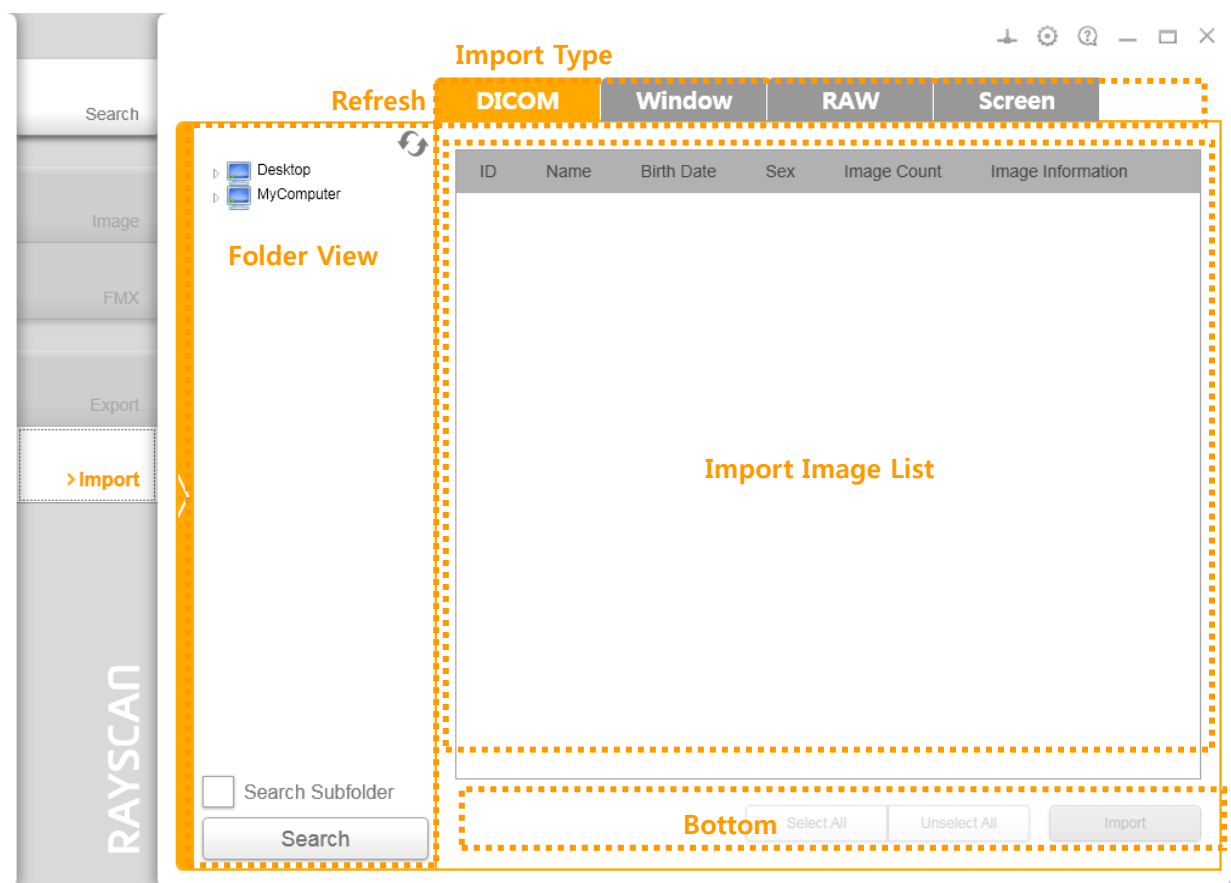 Import Type
Refresh
DICOM Window RAW Screen
Search
Image
FMX
Export
>Import
RAYSCAN
Desktop
MyComputer
Folder View
Search Subfolder
Search
ID Name Birth Date Sex Image Count Image Information
Import Image List
Bottom
Select All Unselect All Import